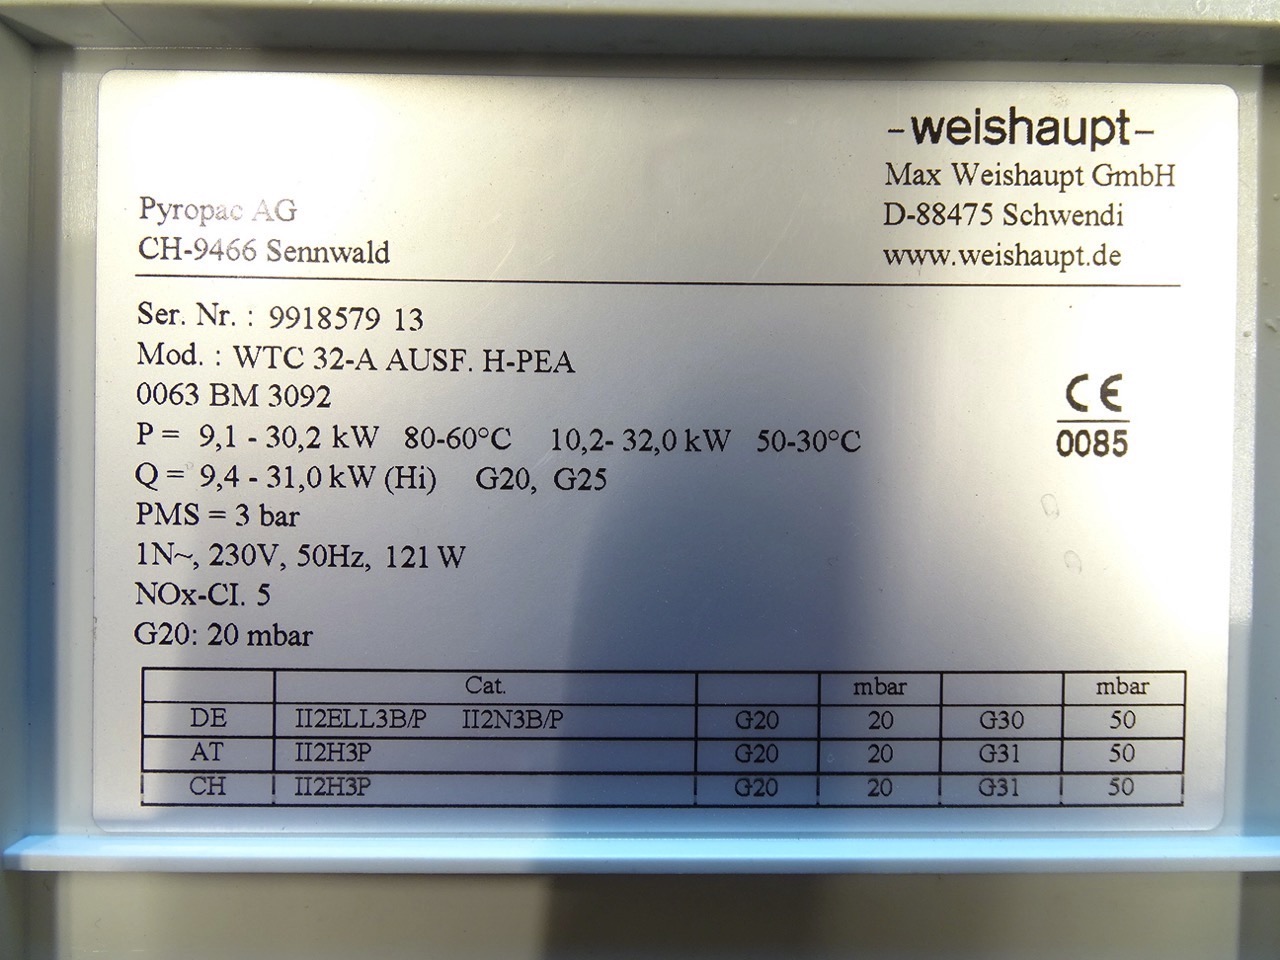 -weishaupt-
Max Weishaupt GmbH
D-88475 Schwendi
www.weishaupt.de
Pyropac AG
CH-9466 Sennwald
Ser. Nr. : 9918579 13
Mod. : WTC 32-A AUSF. H-PEA
0063 BM 3092
P = 9,1 - 30,2 kW 80-60°C 10,2- 32,0 kW 50-30°C
Q = 9,4 - 31,0 kW (Hi) G20, G25
PMS = 3 bar
1N~, 230V, 50Hz, 121 W
NOx-CI. 5
G20: 20 mbar
CE
0085
Cat. mbar mbar
DE II2ELL3B/P II2N3B/P G20 20 G30 50
AT II2H3P G20 20 G31 50
CH II2H3P G20 20 G31 50